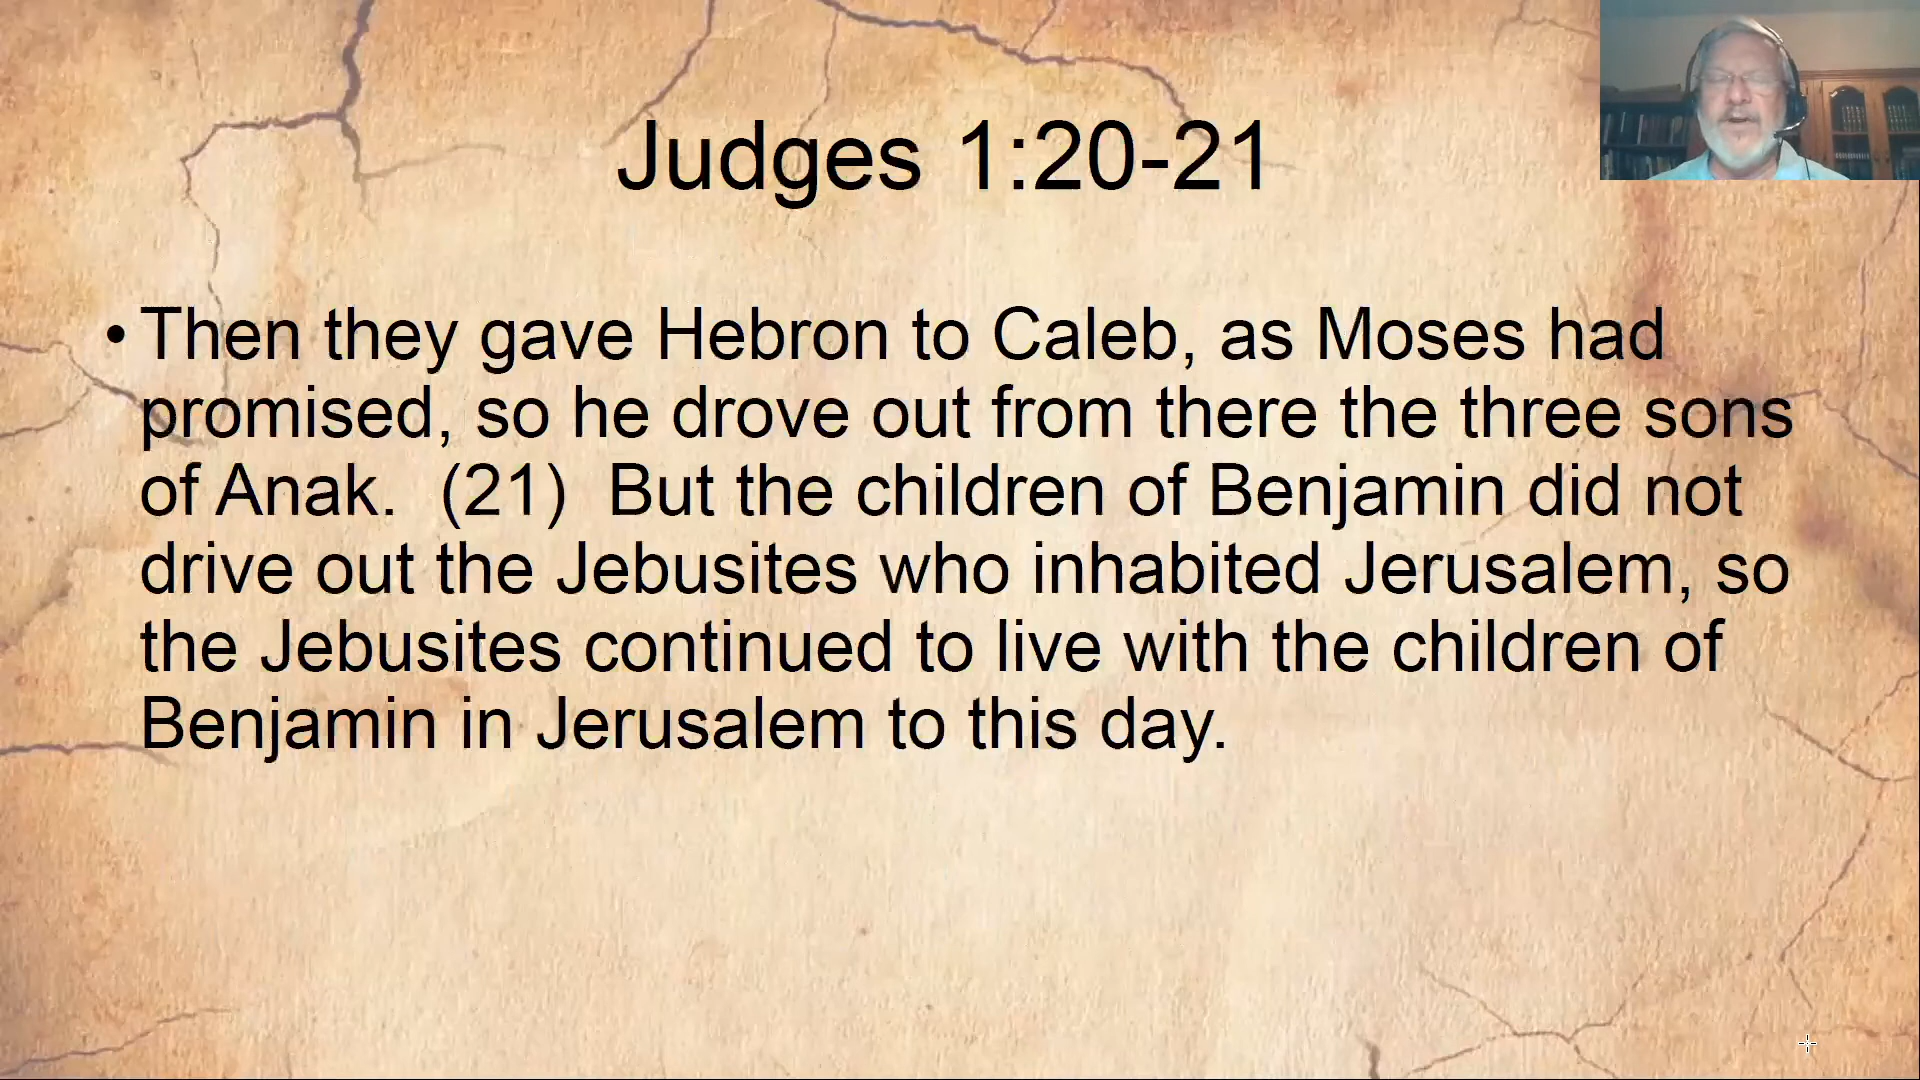 Judges 1:20-21
• Then they gave Hebron to Caleb, as Moses had
promised, so he drove out from there the three sons
of Anak.  (21)  But the children of Benjamin did not
drive out the Jebusites who inhabited Jerusalem, so
the Jebusites continued to live with the children of
Benjamin in Jerusalem to this day.